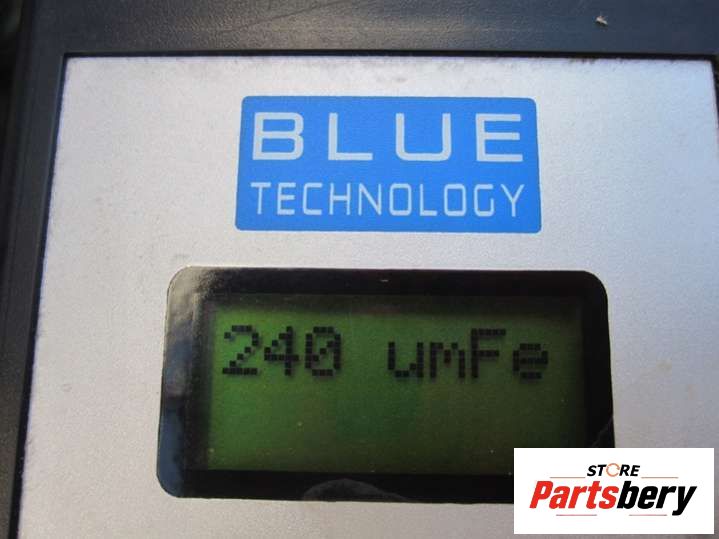 BLUE
TECHNOLOGY
240 umFe
STORE
Partsbery